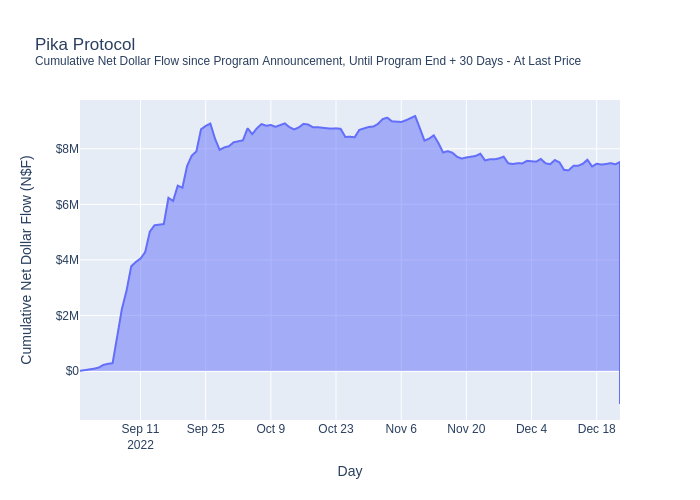 Pika Protocol
Cumulative Net Dollar Flow since Program Announcement, Until Program End + 30 Days - At Last Price
Cumulative Net Dollar Flow (N$F)
$8M
$6M
$4M
$2M
$0
Sep 11
2022
Sep 25
Oct 9
Oct 23
Nov 6
Nov 20
Dec 4
Dec 18
Day